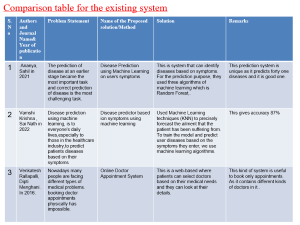 Comparison table for the existing system
S.
N
o
Authors
and
Journal
Name&
Year of
publicatio
n
Problem Statement
Name of the Proposed
solution/Method
Solution
Remarks
1
Ananya,
Sahil in
2021
The prediction of
disease at an earlier
stage became the
most important task
and correct prediction
of disease is the most
challenging task.
Disease Prediction
using Machine Learning
on user's symptoms
This is system that can identify
diseases based on symptoms.
For the prediction purpose, they
used three algorithms of
machine learning which is
Random Forest.
This prediction system is
unique as it predicts forty one
diseases and it is good one.
2
Vamshi
Krishna,
Sai Nath in
2022
Disease prediction
using machine
learning, is to
everyone's daily
lives,especially to
those in the healthcare
industry,to predict
patients diseases
based on their
symptoms
Disease predictor based
on symptoms using
machine learning
Used Machine Learning
techniques (KNN) to precisely
forecast the ailment that the
patient has been suffering from.
To train the model and predict
user diseases based on the
symptoms they enter, we use
machine learning algorithms.
This gives accuracy 87%
3
Venkatesh
Rallapalli,
Dipti
Menghani
In 2016.
Nowadays many
people are facing
different types of
medical problems.
booking doctor
appointments
physically has
impossible.
Online Doctor
Appointment System
This is a web-based where
patients can select doctors
based on their medical needs
and they can look at their
details.
This kind of system is useful
to book only appointments.
As it contains different kinds
of doctors in it.